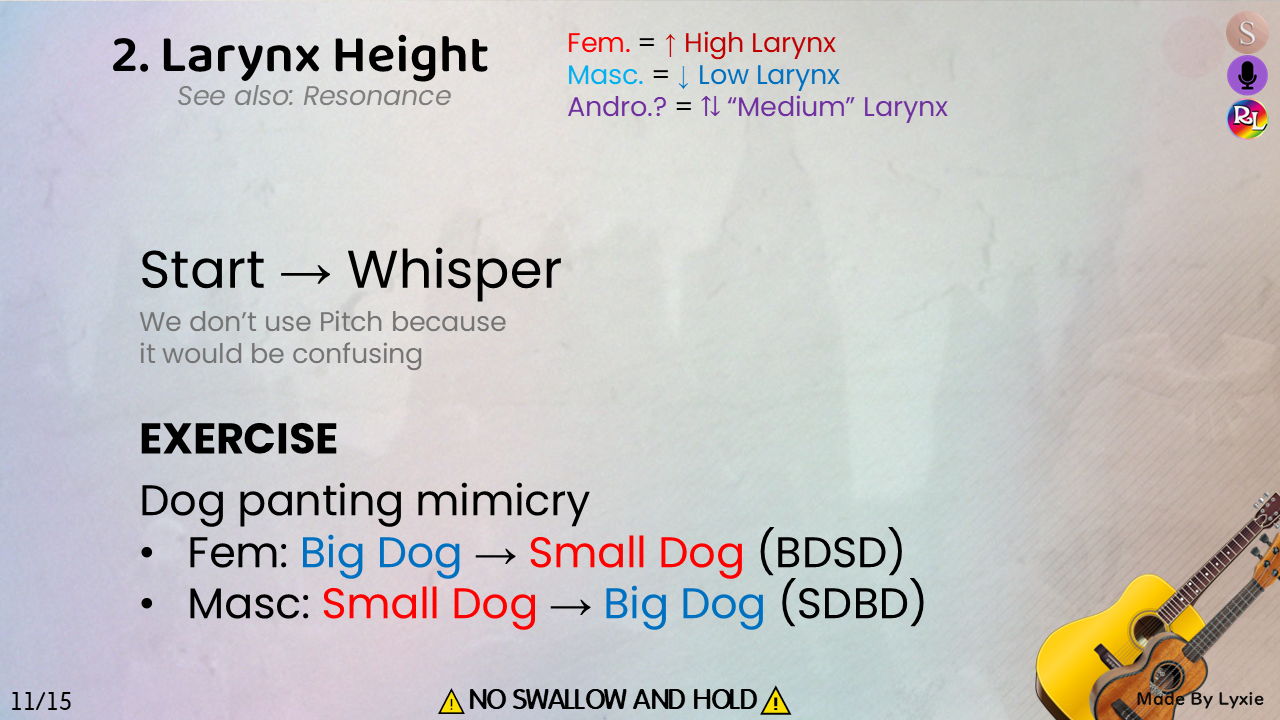 2. Larynx Height
See also: Resonance
Fem. = ↑ High Larynx
Masc. = ↓ Low Larynx
Andro.? = ⇅ “Medium” Larynx
S
RL
Start → Whisper
We don’t use Pitch because
it would be confusing
EXERCISE
Dog panting mimicry
• Fem: Big Dog → Small Dog (BDSD)
• Masc: Small Dog → Big Dog (SDBD)
11/15
⚠NO SWALLOW AND HOLD⚠
Made By Lyxie